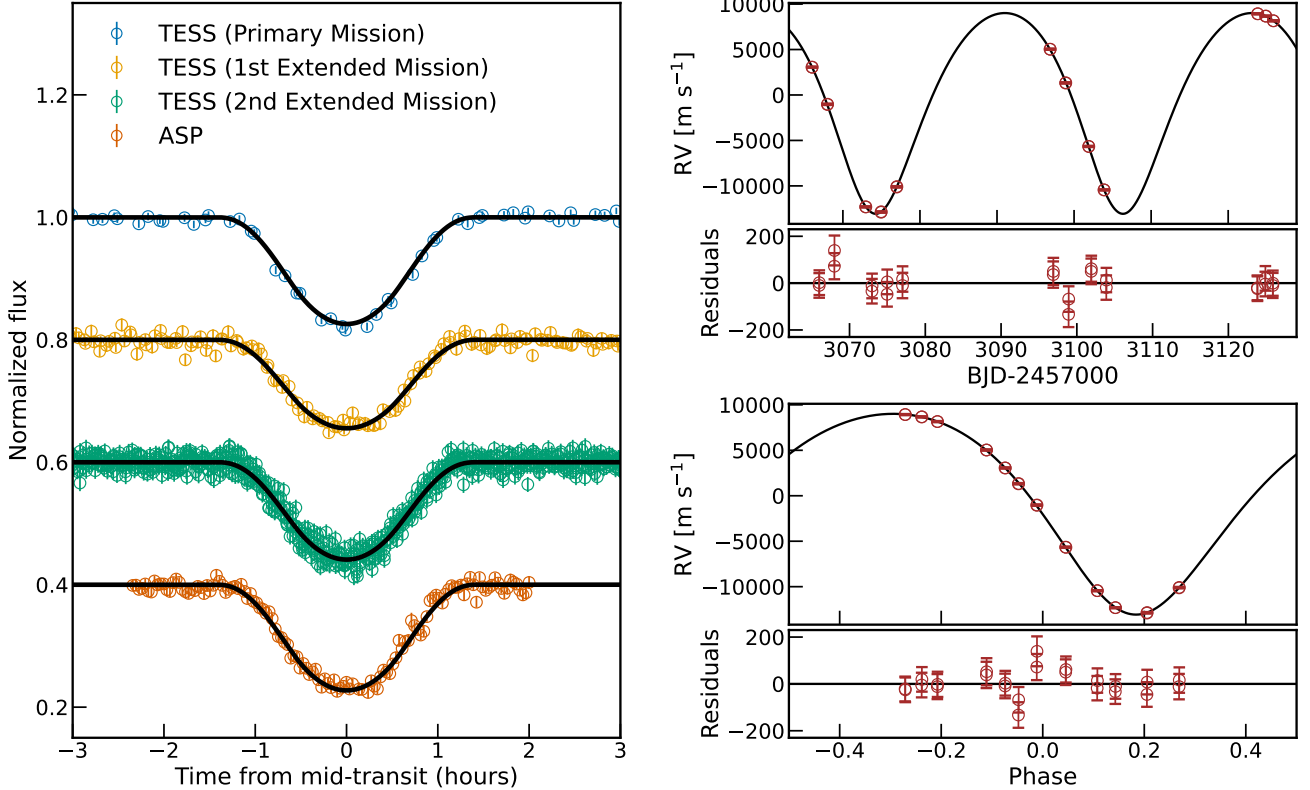 TESS (Primary Mission)
TESS (1st Extended Mission)
TESS (2nd Extended Mission)
ASP
Normalized flux
1.2
1.0
0.8
0.6
0.4
0.2
−3 −2 −1 0 1 2 3
Time from mid-transit (hours)
RV [m s⁻¹]
10000
5000
0
−5000
−10000
Residuals
200
0
−200
3070 3080 3090 3100 3110 3120
BJD-2457000
RV [m s⁻¹]
10000
5000
0
−5000
−10000
Residuals
200
0
−200
−0.4 −0.2 0.0 0.2 0.4
Phase